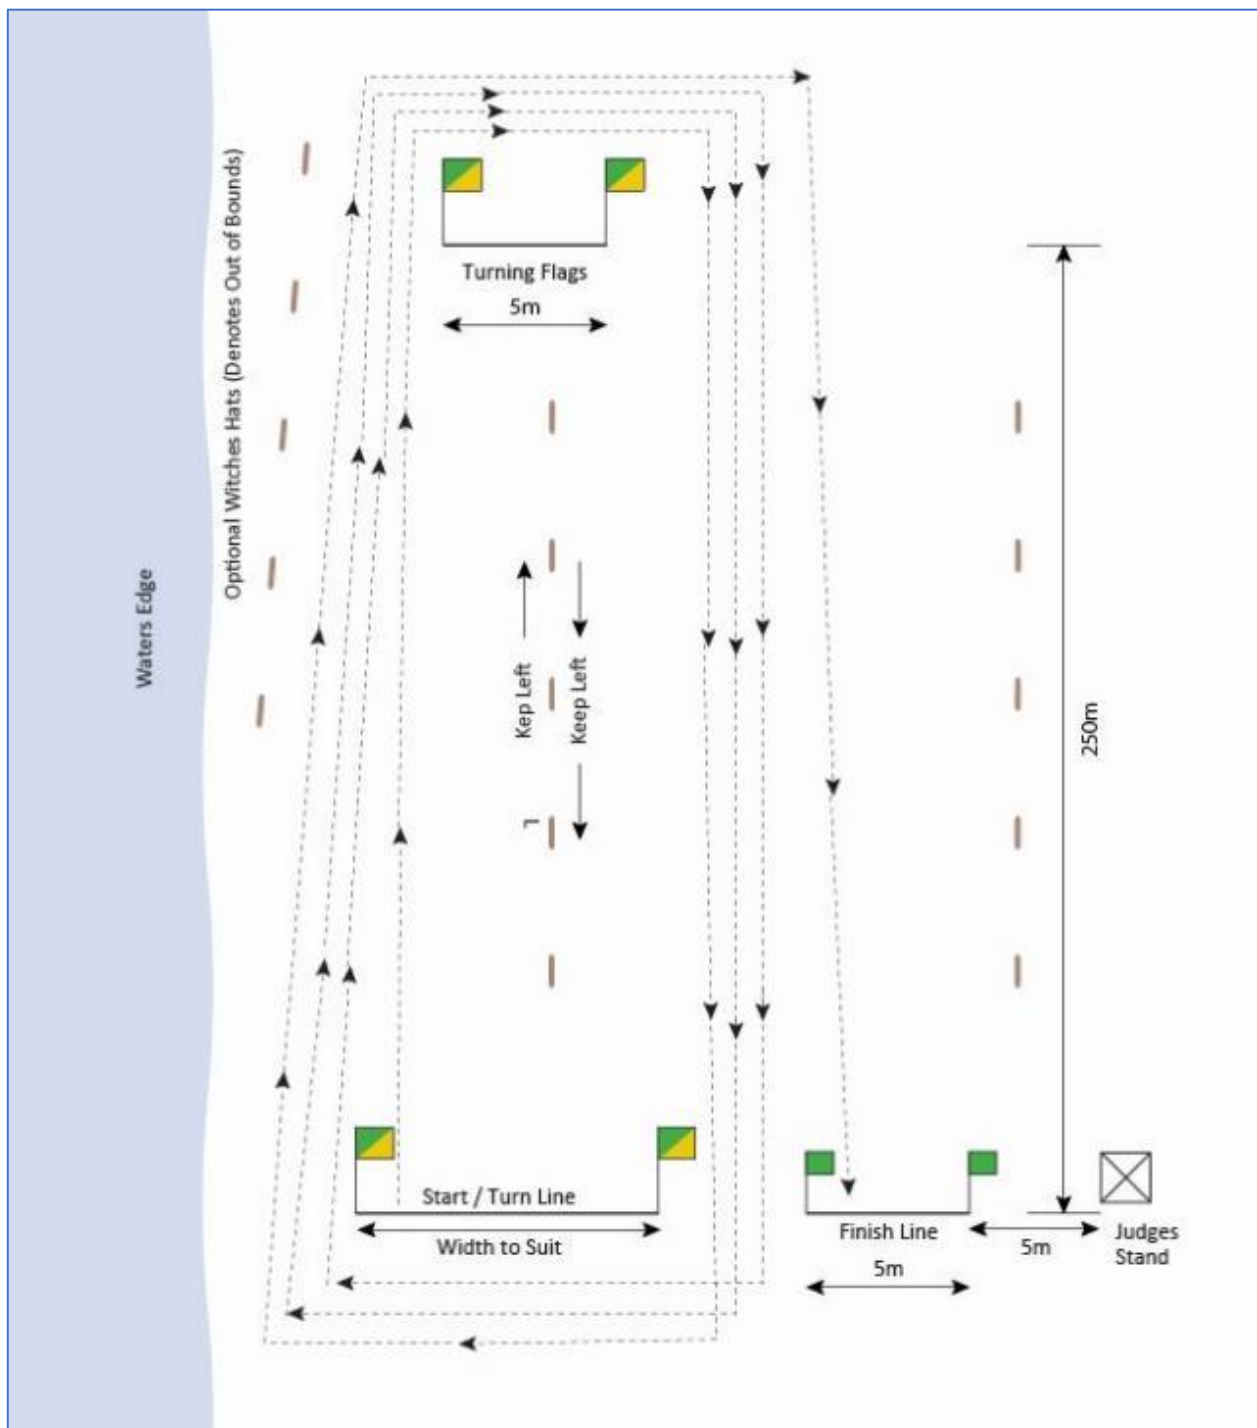 Optional Witches Hats (Denotes Out of Bounds)
Waters Edge
Turning Flags
5m
Kep Left
Keep Left
250m
Start / Turn Line
Width to Suit
Finish Line
5m
5m
Judges
Stand